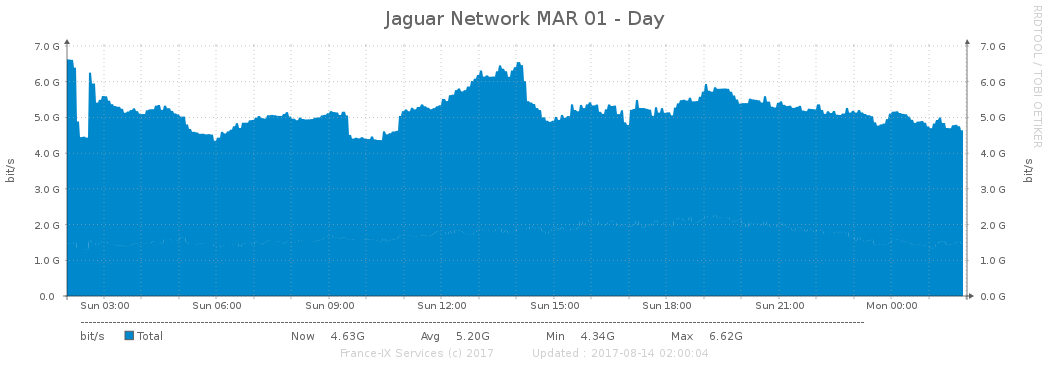 Jaguar Network MAR 01 - Day
RRDTOOL / TOBI OETIKER
7.0 G 7.0 G
6.0 G 6.0 G
5.0 G 5.0 G
4.0 G 4.0 G
3.0 G 3.0 G
2.0 G 2.0 G
1.0 G 1.0 G
0.0 0.0 G
bit/s bit/s
Sun 03:00 Sun 06:00 Sun 09:00 Sun 12:00 Sun 15:00 Sun 18:00 Sun 21:00 Mon 00:00
bit/s Total Now 4.63G Avg 5.20G Min 4.34G Max 6.62G
France-IX Services (c) 2017 Updated : 2017-08-14 02:00:04